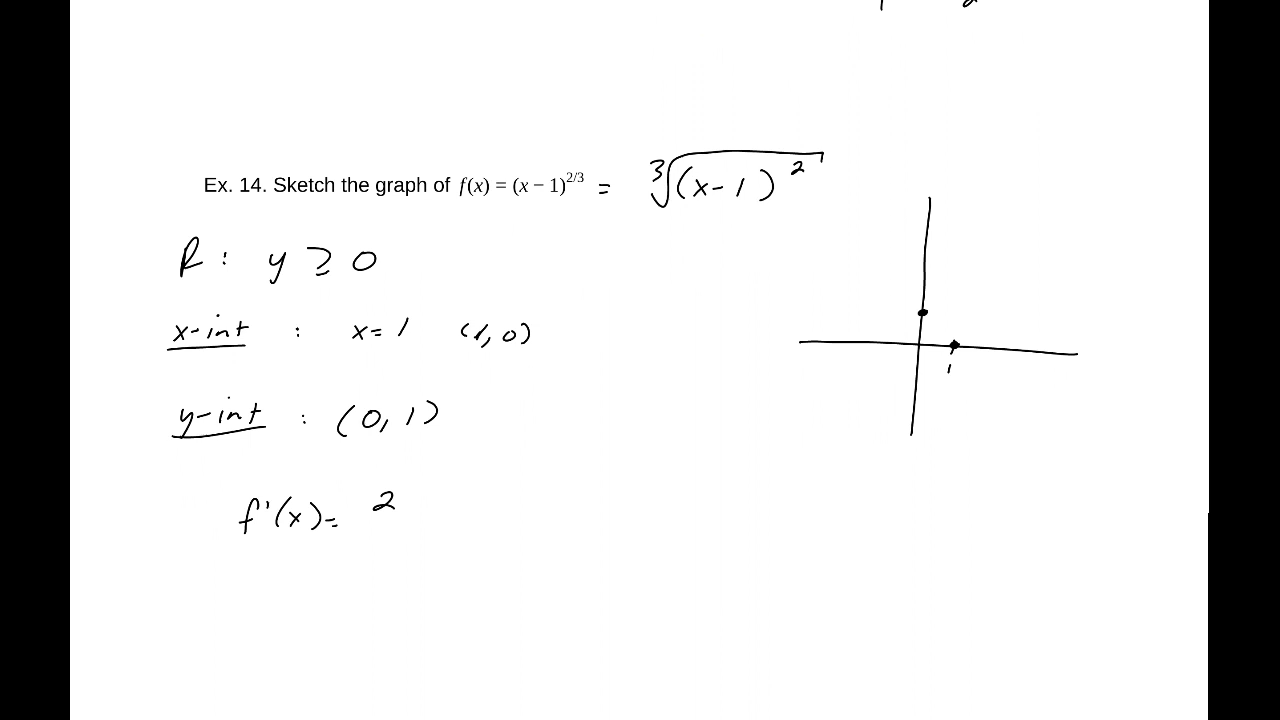 Ex. 14. Sketch the graph of f(x) = (x − 1)^{2/3} = ∛(x-1)^2
R : y ≥ 0
x-int : x= 1 (1, 0)
y-int : (0, 1)
1
f'(x)= 2